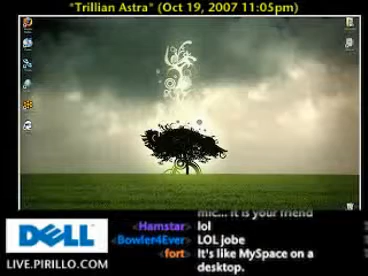 *Trillian Astra* (Oct 19, 2007 11:05pm)
mic... it is your friend
<Hamstar> lol
<Bowler4Ever> LOL jobe
<fort> It's like MySpace on a
desktop.
DELL
LIVE.PIRILLO.COM